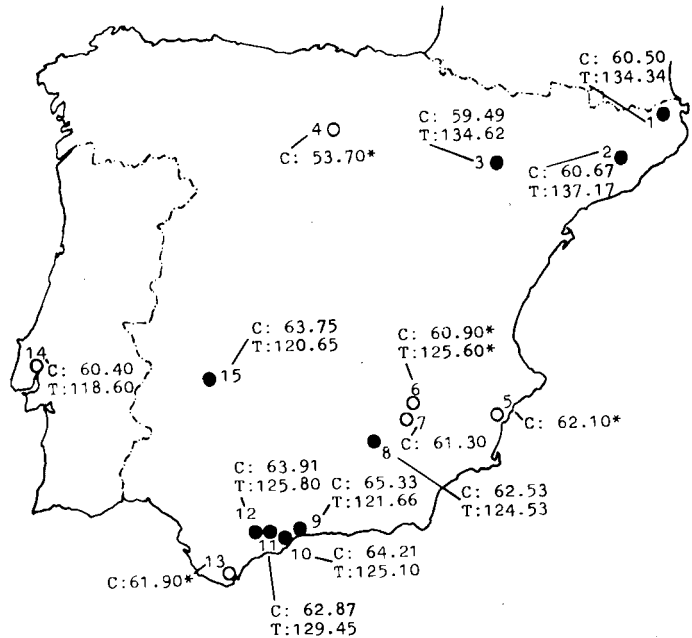 C: 60.50
T:134.34
1
C: 59.49
T:134.62
3
4
C: 53.70*
2
C: 60.67
T:137.17
C: 63.75
T:120.65
15
C: 60.90*
T:125.60*
6
7
C: 61.30
14
C: 60.40
T:118.60
5
C: 62.10*
8
C: 62.53
T:124.53
C: 63.91
T:125.80
12
C: 65.33
T:121.66
9
11
10
C: 64.21
T:125.10
13
C:61.90*
C: 62.87
T:129.45